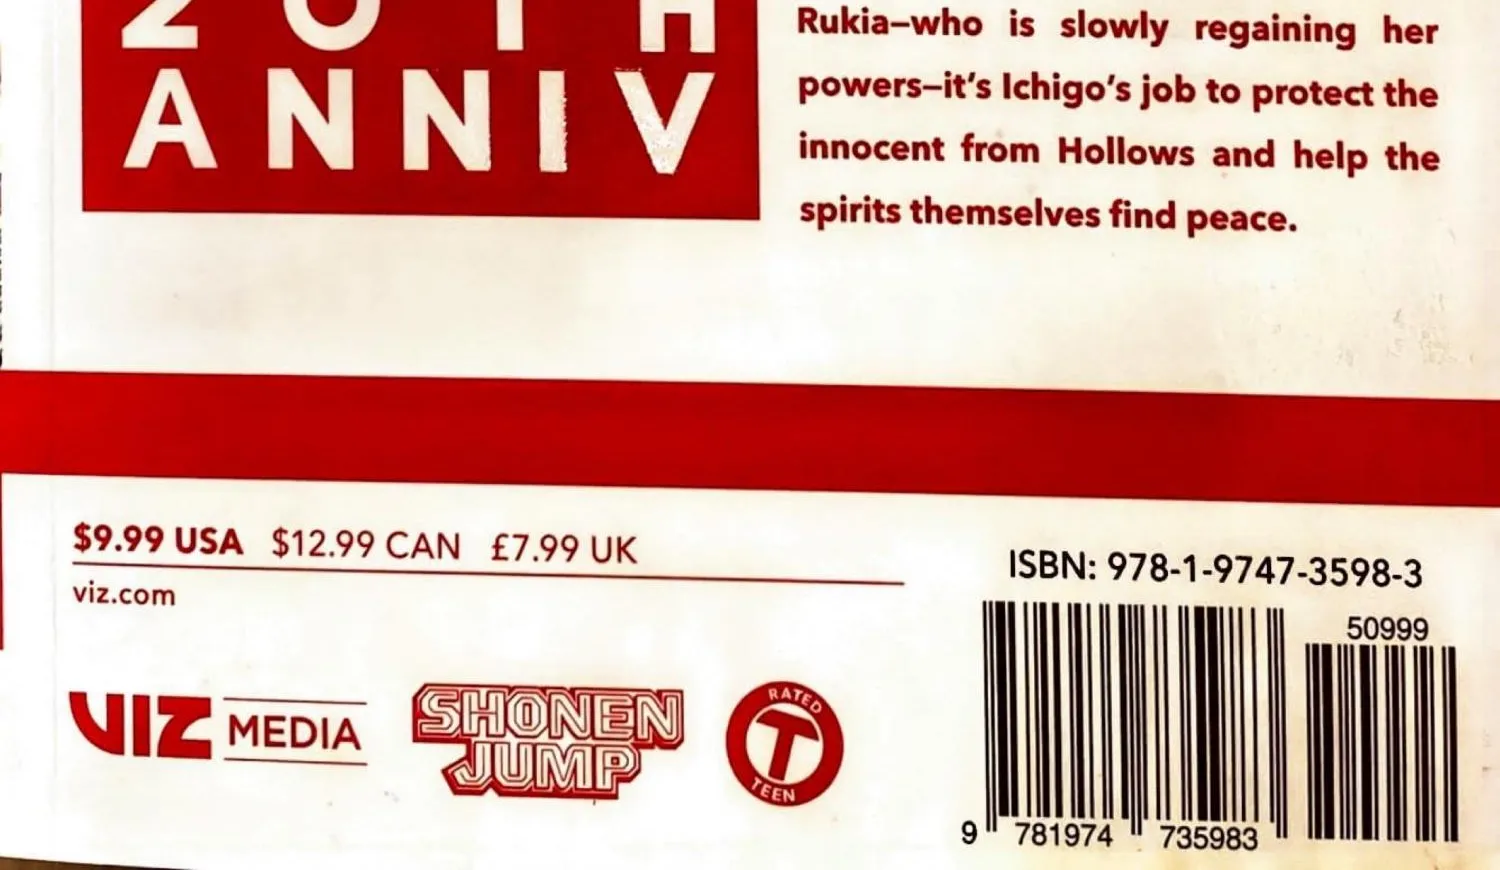 20TH
ANNIV
Rukia—who is slowly regaining her
powers—it's Ichigo's job to protect the
innocent from Hollows and help the
spirits themselves find peace.
$9.99 USA $12.99 CAN £7.99 UK
viz.com
VIZ MEDIA
SHONEN
JUMP
RATED
T
TEEN
ISBN: 978-1-9747-3598-3
50999
9 781974 735983